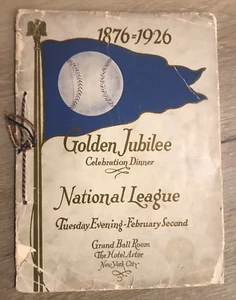 1876=1926
Golden Jubilee
Celebration Dinner
National League
Tuesday Evening-February Second
Grand Ball Room
The Hotel Astor
New York City